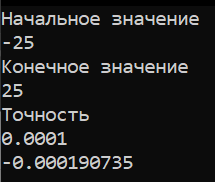 Начальное значение
-25
Конечное значение
25
Точность
0.0001
-0.000190735